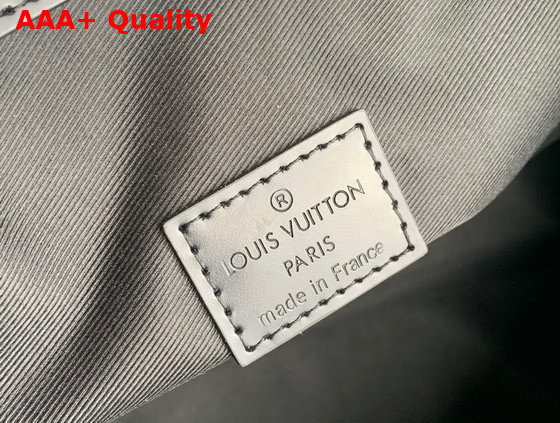 AAA+ Quality
®
LOUIS VUITTON
PARIS
made in France